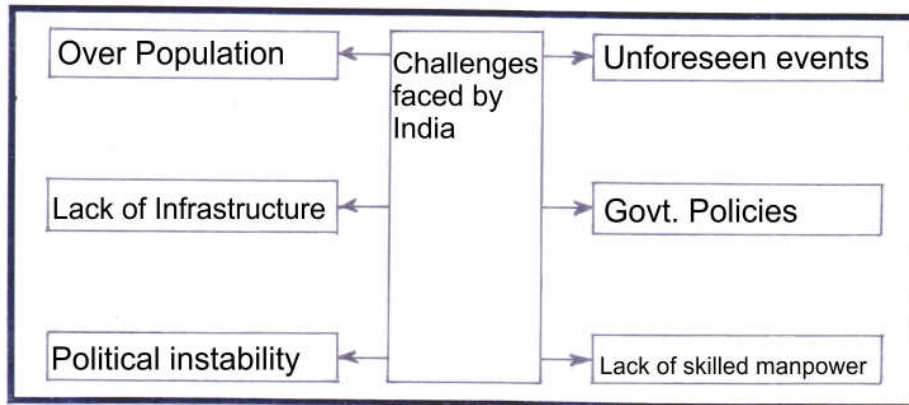 Over Population
Challenges
faced by
India
Unforeseen events
Lack of Infrastructure
Govt. Policies
Political instability
Lack of skilled manpower